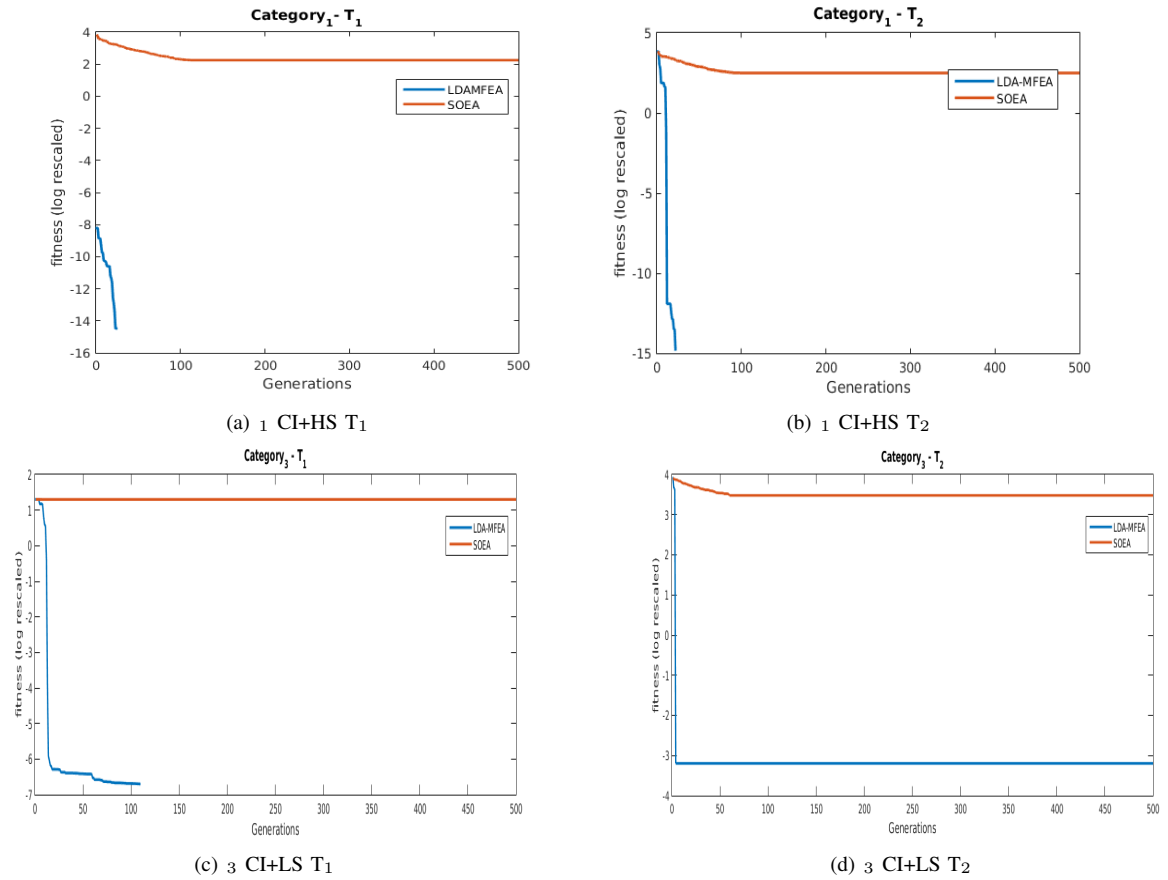 Category1- T1
4
2
0
-2
-4
-6
-8
-10
-12
-14
-16
fitness (log rescaled)
0 100 200 300 400 500
Generations
LDAMFEA
SOEA
(a) 1 CI+HS T1
Category1 - T2
5
0
-5
-10
-15
fitness (log rescaled)
0 100 200 300 400 500
Generations
LDA-MFEA
SOEA
(b) 1 CI+HS T2
Category3 - T1
2
1
0
-1
-2
-3
-4
-5
-6
-7
fitness (log rescaled)
0 50 100 150 200 250 300 350 400 450 500
Generations
LDA-MFEA
SOEA
(c) 3 CI+LS T1
Category3 - T2
4
3
2
1
0
-1
-2
-3
-4
fitness (log rescaled)
0 50 100 150 200 250 300 350 400 450 500
Generations
LDA-MFEA
SOEA
(d) 3 CI+LS T2